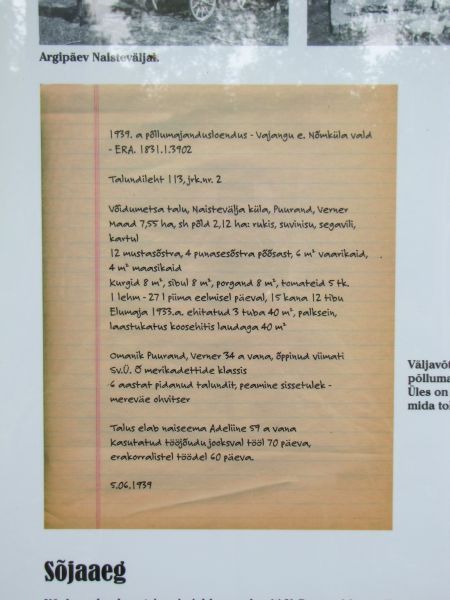 Argipäev Naisteväljal.
1939. a põllumajandusloendus - Vajangu e. Nõmküla vald
- ERA. 1831.1.3902
Talundileht 113, jrk.nr. 2
Võidumetsa talu, Naistevälja küla, Puurand, Verner
Maad 7,55 ha, sh põld 2,12 ha: rukis, suvinisu, segavili,
kartul
12 mustasõstra, 4 punasesõstra põõsast, 6 m² vaarikaid,
4 m² maasikaid
Kurgid 8 m², sibul 8 m², porgand 8 m², tomateid 5 tk.
1 lehm - 27 l piima eelmisel päeval, 15 kana 12 tibu
Elumaja 1933.a. ehitatud 3 tuba 40 m², palksein,
laastukatus koosehitis laudaga 40 m²
Omanik Puurand, Verner 34 a vana, õppinud viimati
Sv.Ü. Õ merikadettide klassis
6 aastat pidanud talundit, peamine sissetulek -
mereväe ohvitser
Talus elab naiseema Adeliine 59 a vana
Kasutatud tööjõudu jooksval tööl 70 päeva,
erakorralistel töödel 60 päeva.
5.06.1939
Väljavõt
põlluma
Üles on
mida to
Sõjaaeg